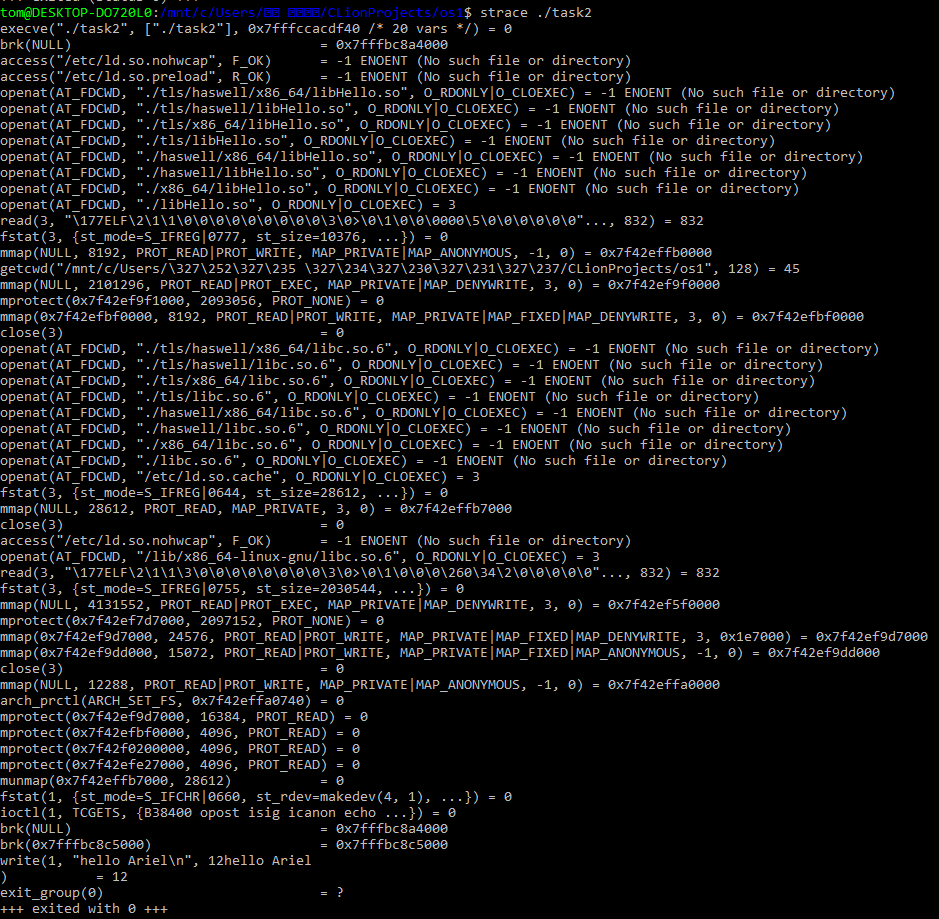 tom@DESKTOP-DO720L0:/mnt/c/Users/ /CLionProjects/os1$ strace ./task2
execve("./task2", ["./task2"], 0x7fffccacdf40 /* 20 vars */) = 0
brk(NULL) = 0x7fffbc8a4000
access("/etc/ld.so.nohwcap", F_OK) = -1 ENOENT (No such file or directory)
access("/etc/ld.so.preload", R_OK) = -1 ENOENT (No such file or directory)
openat(AT_FDCWD, "./tls/haswell/x86_64/libHello.so", O_RDONLY|O_CLOEXEC) = -1 ENOENT (No such file or directory)
openat(AT_FDCWD, "./tls/haswell/libHello.so", O_RDONLY|O_CLOEXEC) = -1 ENOENT (No such file or directory)
openat(AT_FDCWD, "./tls/x86_64/libHello.so", O_RDONLY|O_CLOEXEC) = -1 ENOENT (No such file or directory)
openat(AT_FDCWD, "./tls/libHello.so", O_RDONLY|O_CLOEXEC) = -1 ENOENT (No such file or directory)
openat(AT_FDCWD, "./haswell/x86_64/libHello.so", O_RDONLY|O_CLOEXEC) = -1 ENOENT (No such file or directory)
openat(AT_FDCWD, "./haswell/libHello.so", O_RDONLY|O_CLOEXEC) = -1 ENOENT (No such file or directory)
openat(AT_FDCWD, "./x86_64/libHello.so", O_RDONLY|O_CLOEXEC) = -1 ENOENT (No such file or directory)
openat(AT_FDCWD, "./libHello.so", O_RDONLY|O_CLOEXEC) = 3
read(3, "\177ELF\2\1\1\0\0\0\0\0\0\0\0\0\3\0>\0\1\0\0\0000\5\0\0\0\0\0\0"..., 832) = 832
fstat(3, {st_mode=S_IFREG|0777, st_size=10376, ...}) = 0
mmap(NULL, 8192, PROT_READ|PROT_WRITE, MAP_PRIVATE|MAP_ANONYMOUS, -1, 0) = 0x7f42effb0000
getcwd("/mnt/c/Users/\327\252\327\235 \327\234\327\230\327\231\327\237/CLionProjects/os1", 128) = 45
mmap(NULL, 2101296, PROT_READ|PROT_EXEC, MAP_PRIVATE|MAP_DENYWRITE, 3, 0) = 0x7f42ef9f0000
mprotect(0x7f42ef9f1000, 2093056, PROT_NONE) = 0
mmap(0x7f42efbf0000, 8192, PROT_READ|PROT_WRITE, MAP_PRIVATE|MAP_FIXED|MAP_DENYWRITE, 3, 0) = 0x7f42efbf0000
close(3) = 0
openat(AT_FDCWD, "./tls/haswell/x86_64/libc.so.6", O_RDONLY|O_CLOEXEC) = -1 ENOENT (No such file or directory)
openat(AT_FDCWD, "./tls/haswell/libc.so.6", O_RDONLY|O_CLOEXEC) = -1 ENOENT (No such file or directory)
openat(AT_FDCWD, "./tls/x86_64/libc.so.6", O_RDONLY|O_CLOEXEC) = -1 ENOENT (No such file or directory)
openat(AT_FDCWD, "./tls/libc.so.6", O_RDONLY|O_CLOEXEC) = -1 ENOENT (No such file or directory)
openat(AT_FDCWD, "./haswell/x86_64/libc.so.6", O_RDONLY|O_CLOEXEC) = -1 ENOENT (No such file or directory)
openat(AT_FDCWD, "./haswell/libc.so.6", O_RDONLY|O_CLOEXEC) = -1 ENOENT (No such file or directory)
openat(AT_FDCWD, "./x86_64/libc.so.6", O_RDONLY|O_CLOEXEC) = -1 ENOENT (No such file or directory)
openat(AT_FDCWD, "./libc.so.6", O_RDONLY|O_CLOEXEC) = -1 ENOENT (No such file or directory)
openat(AT_FDCWD, "/etc/ld.so.cache", O_RDONLY|O_CLOEXEC) = 3
fstat(3, {st_mode=S_IFREG|0644, st_size=28612, ...}) = 0
mmap(NULL, 28612, PROT_READ, MAP_PRIVATE, 3, 0) = 0x7f42effb7000
close(3) = 0
access("/etc/ld.so.nohwcap", F_OK) = -1 ENOENT (No such file or directory)
openat(AT_FDCWD, "/lib/x86_64-linux-gnu/libc.so.6", O_RDONLY|O_CLOEXEC) = 3
read(3, "\177ELF\2\1\1\3\0\0\0\0\0\0\0\0\3\0>\0\1\0\0\0\260\34\2\0\0\0\0\0"..., 832) = 832
fstat(3, {st_mode=S_IFREG|0755, st_size=2030544, ...}) = 0
mmap(NULL, 4131552, PROT_READ|PROT_EXEC, MAP_PRIVATE|MAP_DENYWRITE, 3, 0) = 0x7f42ef5f0000
mprotect(0x7f42ef7d7000, 2097152, PROT_NONE) = 0
mmap(0x7f42ef9d7000, 24576, PROT_READ|PROT_WRITE, MAP_PRIVATE|MAP_FIXED|MAP_DENYWRITE, 3, 0x1e7000) = 0x7f42ef9d7000
mmap(0x7f42ef9dd000, 15072, PROT_READ|PROT_WRITE, MAP_PRIVATE|MAP_FIXED|MAP_ANONYMOUS, -1, 0) = 0x7f42ef9dd000
close(3) = 0
mmap(NULL, 12288, PROT_READ|PROT_WRITE, MAP_PRIVATE|MAP_ANONYMOUS, -1, 0) = 0x7f42effa0000
arch_prctl(ARCH_SET_FS, 0x7f42effa0740) = 0
mprotect(0x7f42ef9d7000, 16384, PROT_READ) = 0
mprotect(0x7f42efbf0000, 4096, PROT_READ) = 0
mprotect(0x7f42f0200000, 4096, PROT_READ) = 0
mprotect(0x7f42efe27000, 4096, PROT_READ) = 0
munmap(0x7f42effb7000, 28612) = 0
fstat(1, {st_mode=S_IFCHR|0660, st_rdev=makedev(4, 1), ...}) = 0
ioctl(1, TCGETS, {B38400 opost isig icanon echo ...}) = 0
brk(NULL) = 0x7fffbc8a4000
brk(0x7fffbc8c5000) = 0x7fffbc8c5000
write(1, "hello Ariel\n", 12hello Ariel
) = 12
exit_group(0) = ?
+++ exited with 0 +++